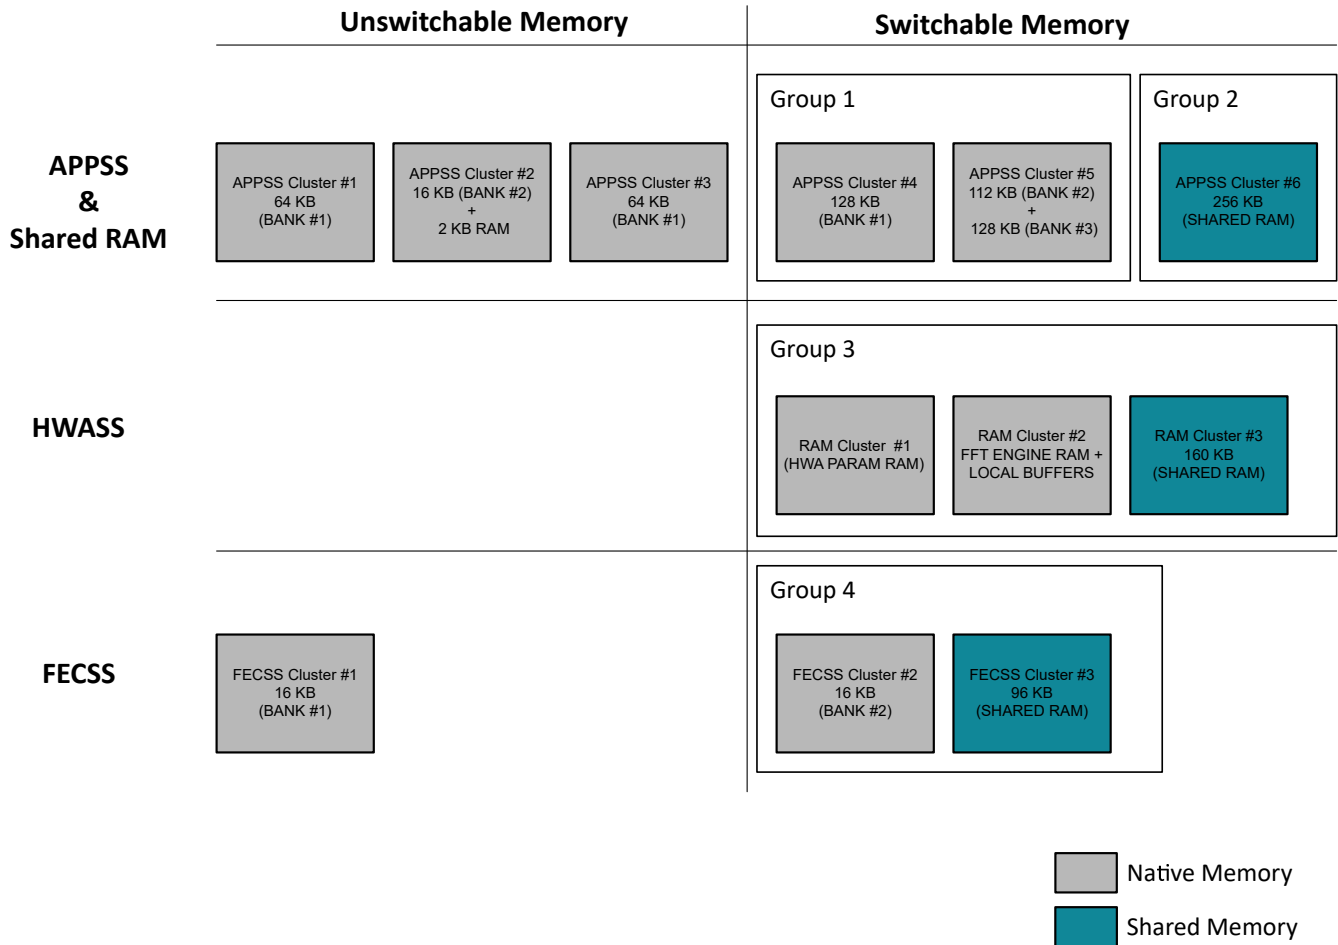 Unswitchable Memory
Switchable Memory
APPSS
&
Shared RAM
APPSS Cluster #1
64 KB
(BANK #1)
APPSS Cluster #2
16 KB (BANK #2)
+
2 KB RAM
APPSS Cluster #3
64 KB
(BANK #1)
Group 1
APPSS Cluster #4
128 KB
(BANK #1)
APPSS Cluster #5
112 KB (BANK #2)
+
128 KB (BANK #3)
Group 2
APPSS Cluster #6
256 KB
(SHARED RAM)
HWASS
Group 3
RAM Cluster #1
(HWA PARAM RAM)
RAM Cluster #2
FFT ENGINE RAM +
LOCAL BUFFERS
RAM Cluster #3
160 KB
(SHARED RAM)
FECSS
FECSS Cluster #1
16 KB
(BANK #1)
Group 4
FECSS Cluster #2
16 KB
(BANK #2)
FECSS Cluster #3
96 KB
(SHARED RAM)
Native Memory
Shared Memory